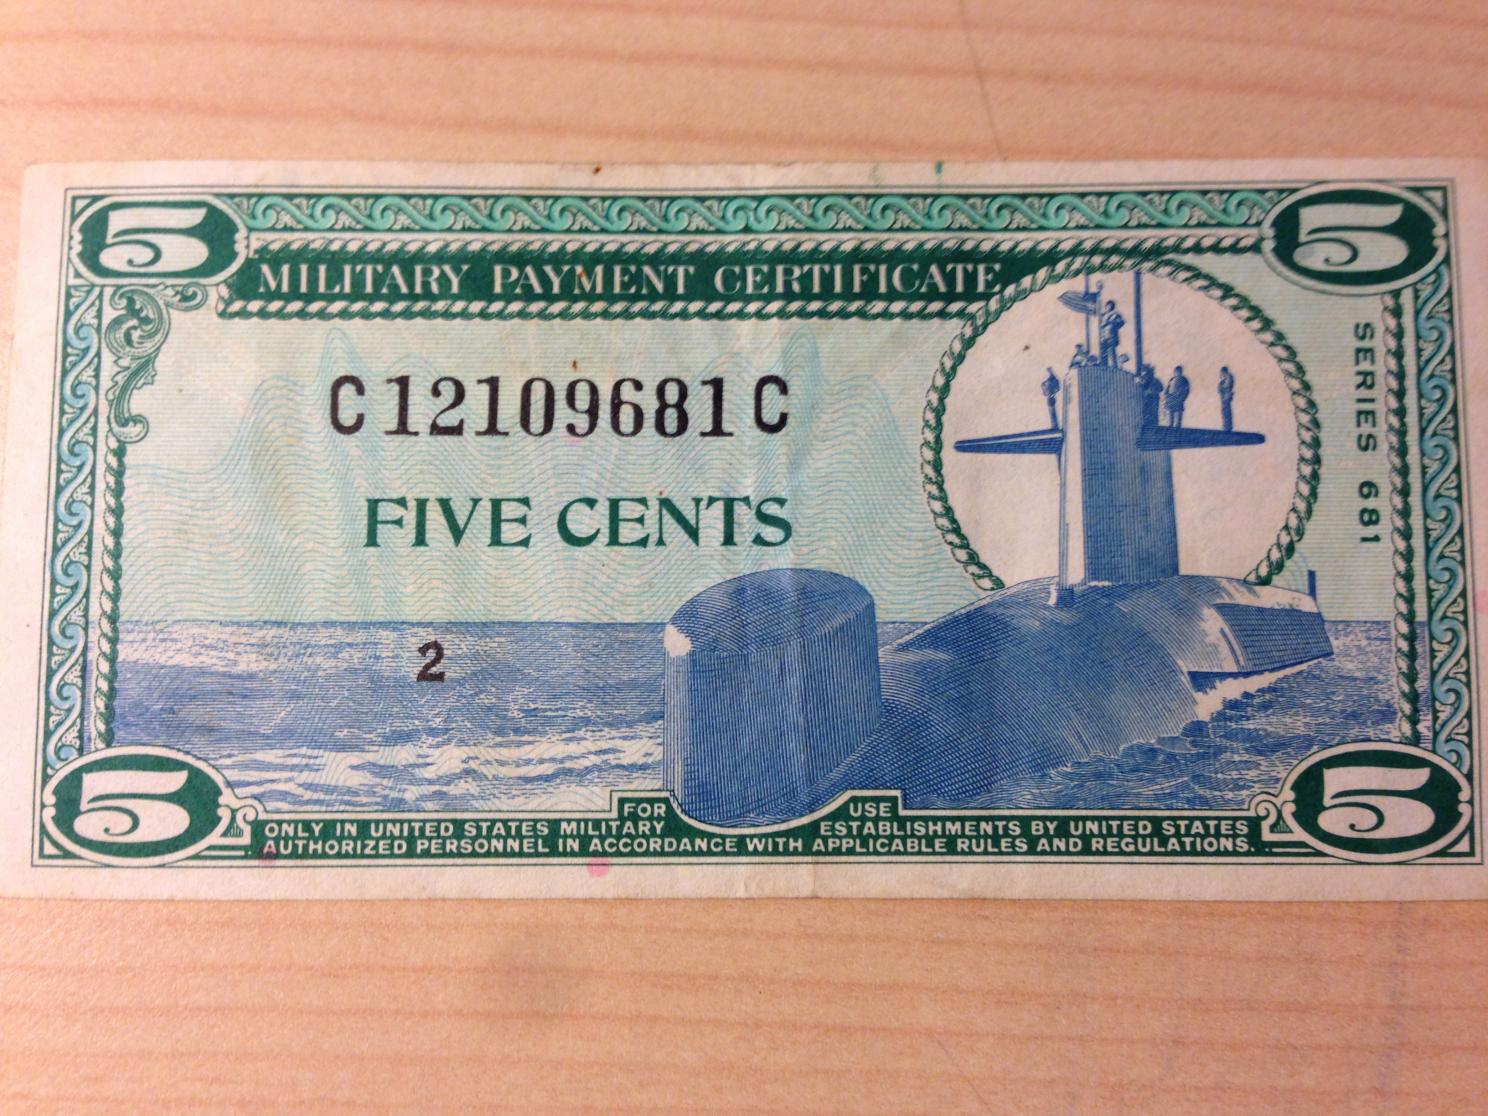 5 5
MILITARY PAYMENT CERTIFICATE
SERIES 681
C12109681C
FIVE CENTS
2
5 5
FOR USE
ONLY IN UNITED STATES MILITARY ESTABLISHMENTS BY UNITED STATES
AUTHORIZED PERSONNEL IN ACCORDANCE WITH APPLICABLE RULES AND REGULATIONS.